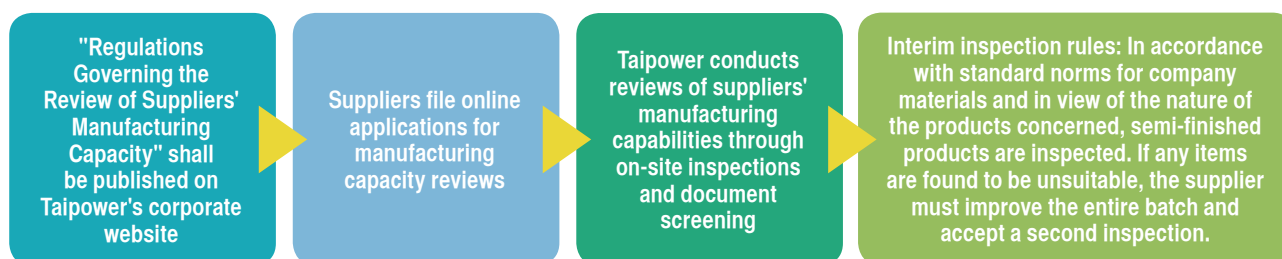 "Regulations
Governing the
Review of Suppliers'
Manufacturing
Capacity" shall
be published on
Taipower's corporate
website
Suppliers file online
applications for
manufacturing
capacity reviews
Taipower conducts
reviews of suppliers'
manufacturing
capabilities through
on-site inspections
and document
screening
Interim inspection rules: In accordance
with standard norms for company
materials and in view of the nature of
the products concerned, semi-finished
products are inspected. If any items
are found to be unsuitable, the supplier
must improve the entire batch and
accept a second inspection.